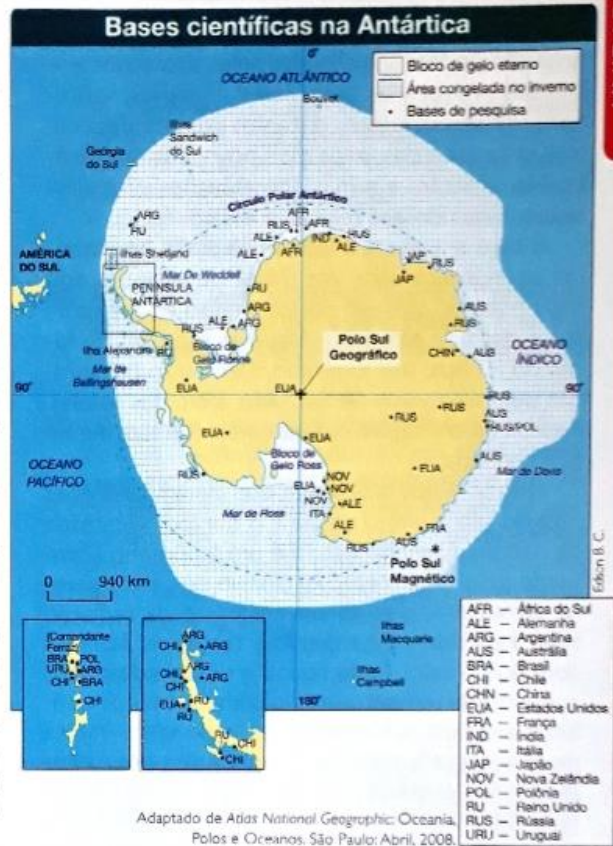 Bases científicas na Antártica
0°
OCEANO ATLÂNTICO
Bloco de gelo eterno
Área congelada no inverno
Bases de pesquisa
Bouvet
Ilhas
Sandwich
do Sul
Geórgia
do Sul
Círculo Polar Antártico
ARG
RU
AFR
RUS
AFR
ALE
IND
RUS
ALE
AFR
ALE
AMÉRICA
DO SUL
Ilhas Shetland
Mar De Weddell
PENÍNSULA
ANTÁRTICA
JAP
RUS
JAP
RU
ARG
ALE
ARG
RUS
AUS
RUS
Bloco de
Gelo Ronne
Polo Sul
Geográfico
CHN
AUS
OCEANO
ÍNDICO
Ilha Alexandre
RU
Mar de
Bellingshausen
90°
EUA
EUA
90°
RUS
RUS
RUS
AUS
RUS/POL
EUA
EUA
Bloco de
Gelo Ross
AUS
EUA
Mar de Davis
OCEANO
PACÍFICO
RUS
EUA
NOV
NOV
NOV
ALE
ITA
Mar de Ross
ALE
RUS
AUS
FRA
Polo Sul
Magnético
0 940 km
Edson B. C.
Ilhas
Macquarie
Ilhas
Campbell
180°
(Comandante
Ferraz)
BRA
POL
URU
ARG
CHI
BRA
CHI
ARG
CHI
ARG
ARG
CHI
ARG
CHI
EUA
RU
RU
RU
CHI
CHI
AFR – África do Sul
ALE – Alemanha
ARG – Argentina
AUS – Austrália
BRA – Brasil
CHI – Chile
CHN – China
EUA – Estados Unidos
FRA – França
IND – Índia
ITA – Itália
JAP – Japão
NOV – Nova Zelândia
POL – Polônia
RU – Reino Unido
RUS – Rússia
URU – Uruguai
Adaptado de Atlas National Geographic: Oceania,
Polos e Oceanos. São Paulo: Abril, 2008.